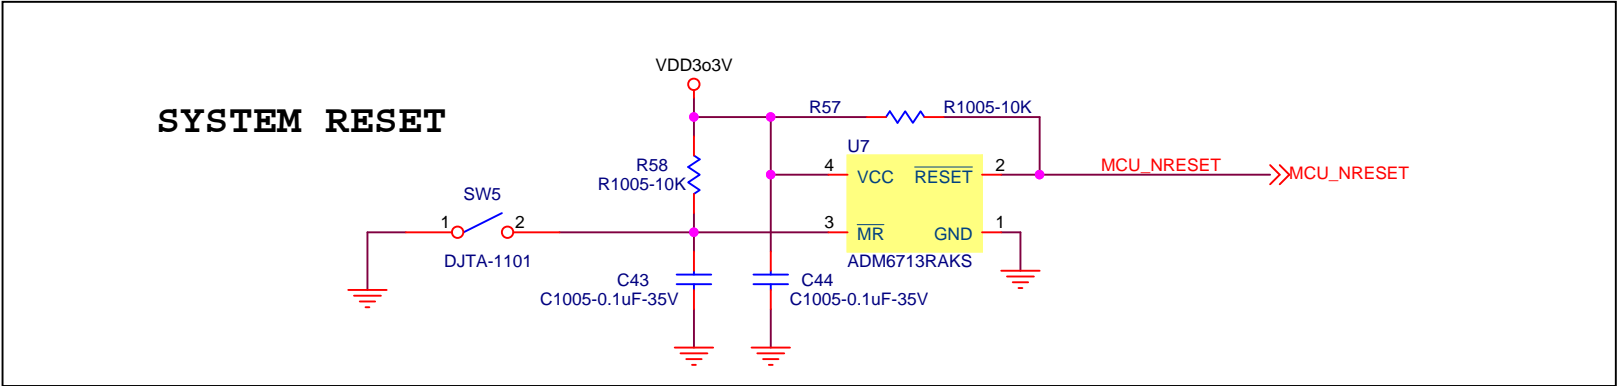 VDD3o3V
SYSTEM RESET
R57
R1005-10K
U7
R58
R1005-10K
4
VCC
RESET
2
MCU_NRESET
MCU_NRESET
SW5
1
2
3
MR
GND
1
DJTA-1101
ADM6713RAKS
C43
C1005-0.1uF-35V
C44
C1005-0.1uF-35V